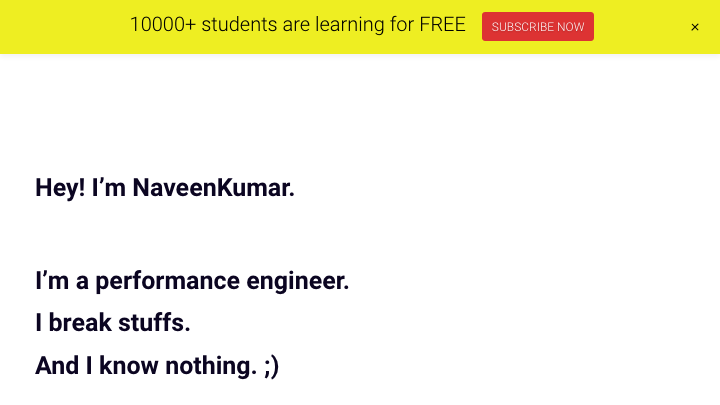 10000+ students are learning for FREE SUBSCRIBE NOW ×
Hey! I’m NaveenKumar.
I’m a performance engineer.
I break stuffs.
And I know nothing. ;)